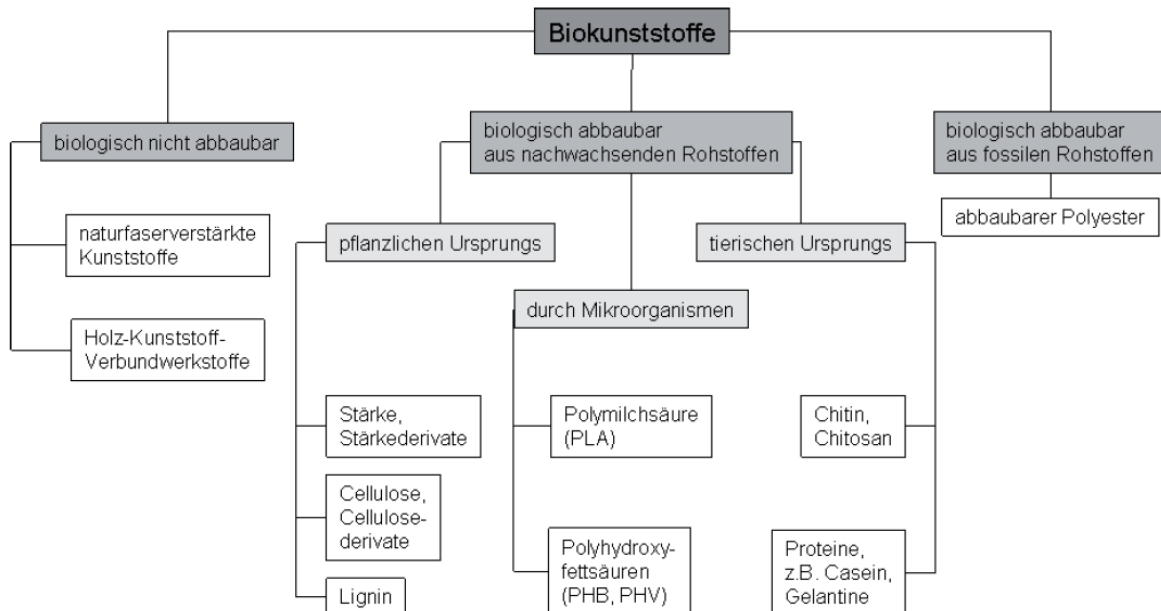 Biokunststoffe
biologisch nicht abbaubar
naturfaserverstärkte
Kunststoffe
Holz-Kunststoff-
Verbundwerkstoffe
biologisch abbaubar
aus nachwachsenden Rohstoffen
pflanzlichen Ursprungs
Stärke,
Stärkederivate
Cellulose,
Cellulose-
derivate
Lignin
durch Mikroorganismen
Polymilchsäure
(PLA)
Polyhydroxy-
fettsäuren
(PHB, PHV)
tierischen Ursprungs
Chitin,
Chitosan
Proteine,
z.B. Casein,
Gelantine
biologisch abbaubar
aus fossilen Rohstoffen
abbaubarer Polyester